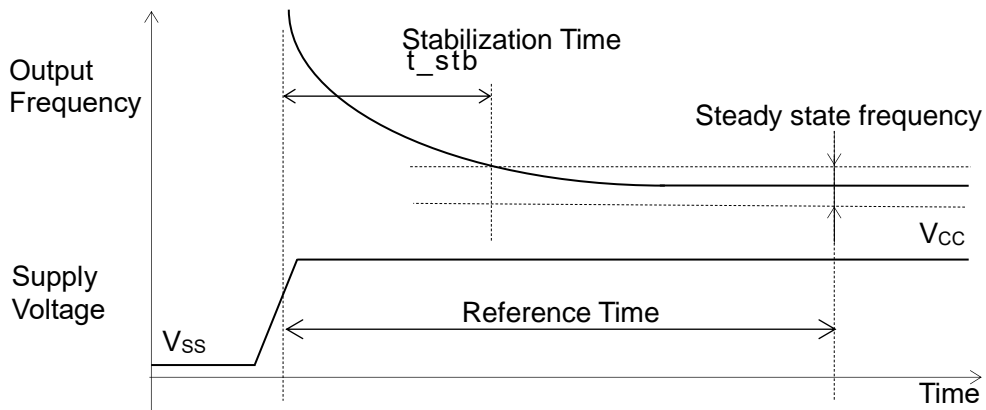 Stabilization Time
t_stb
Output
Frequency
Steady state frequency
VCC
Supply
Voltage
Reference Time
VSS
Time